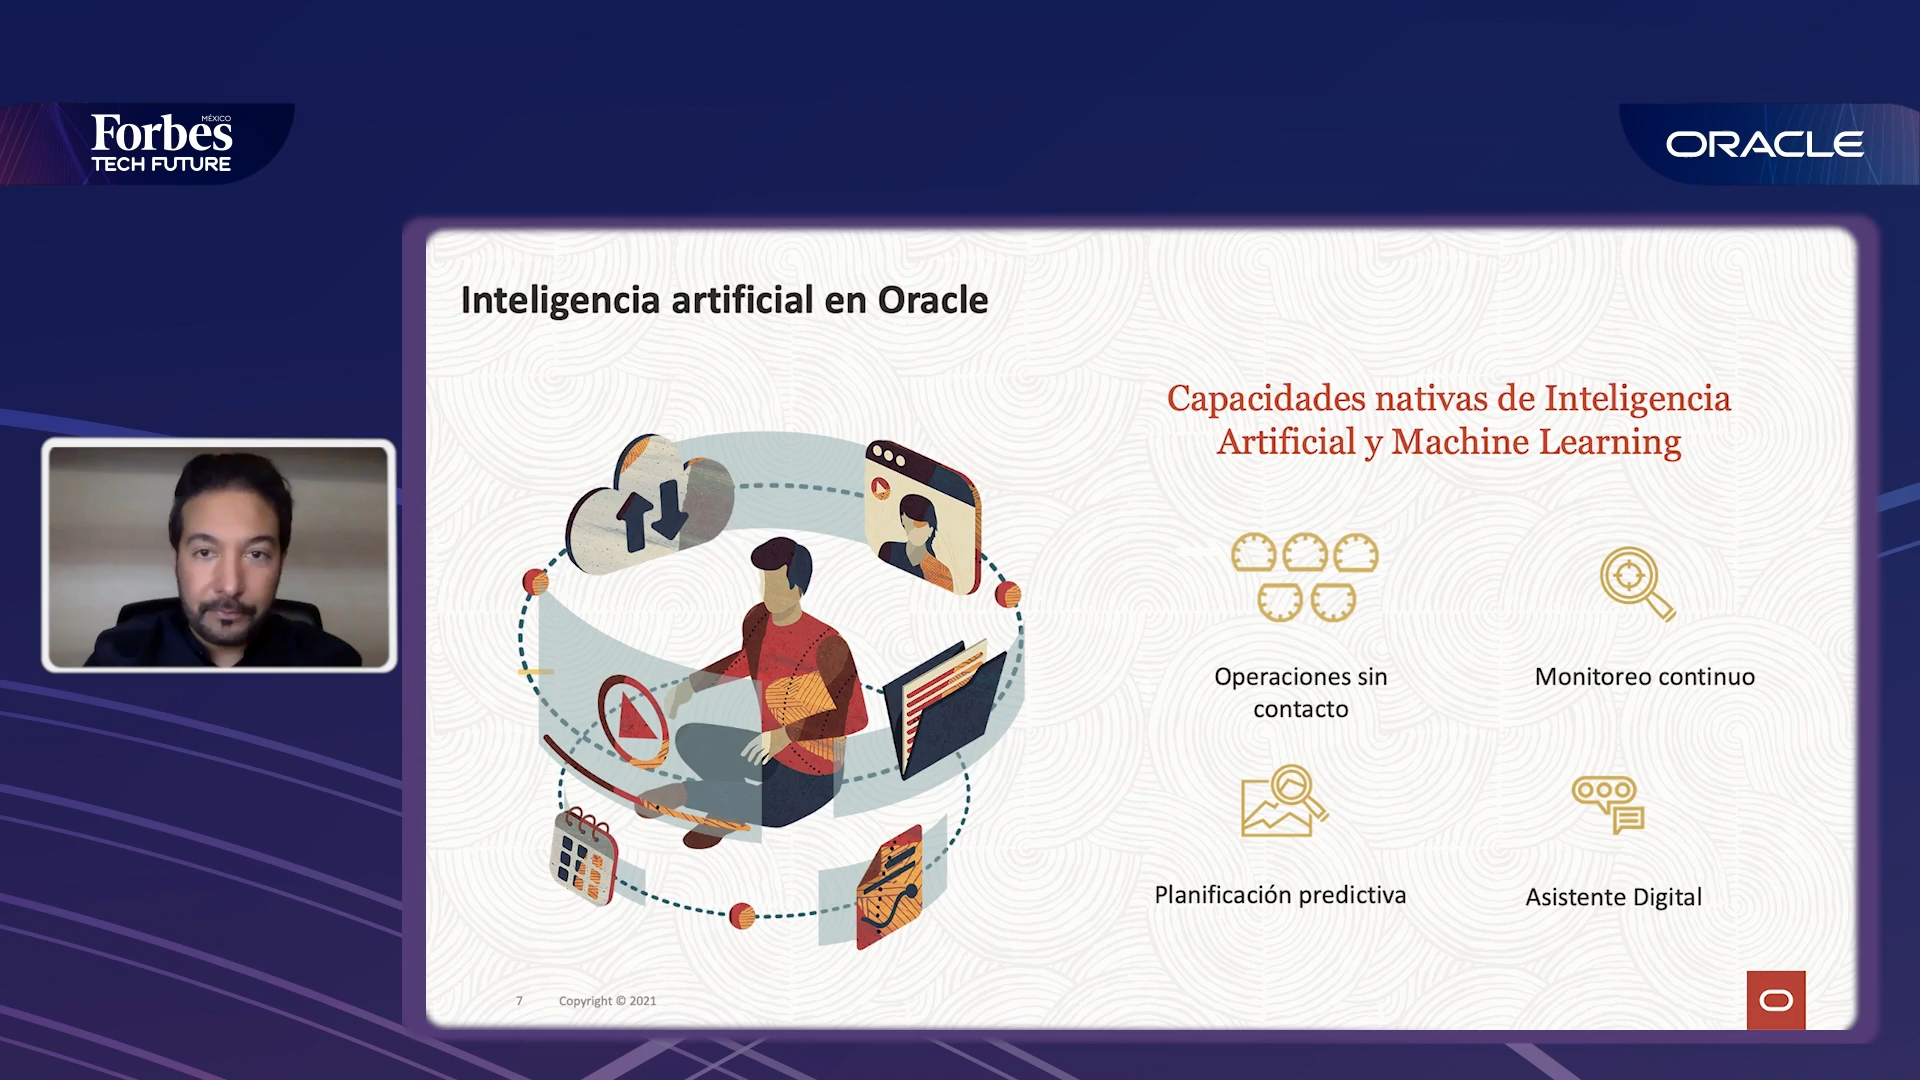 MÉXICO
Forbes
TECH FUTURE
ORACLE
Inteligencia artificial en Oracle
Capacidades nativas de Inteligencia
Artificial y Machine Learning
Operaciones sin
contacto
Monitoreo continuo
Planificación predictiva
Asistente Digital
7
Copyright © 2021